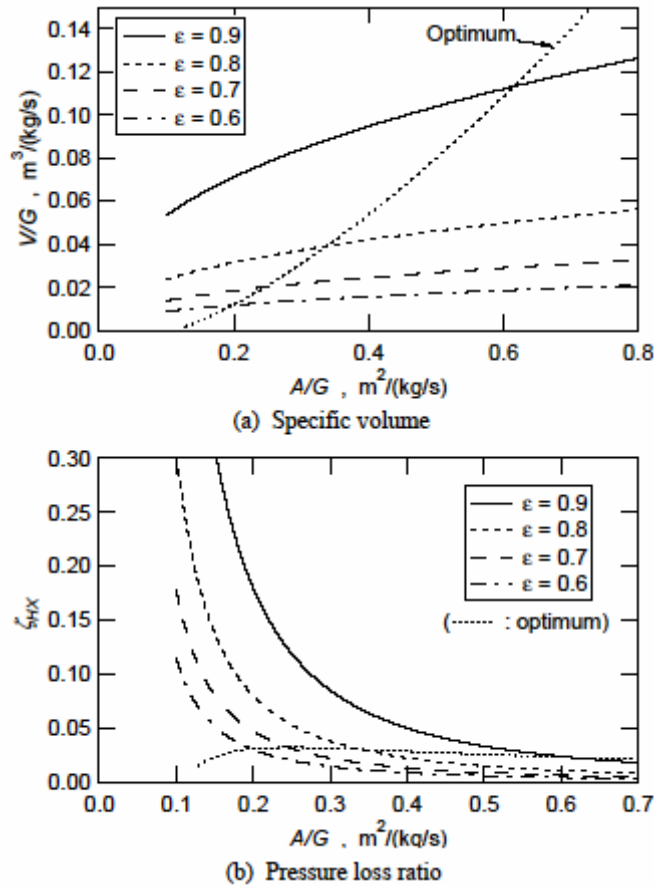 0.15
0.14
0.12
0.10
0.08
0.06
0.04
0.02
0.00
V/G , m³/(kg/s)
ε = 0.9
ε = 0.8
ε = 0.7
ε = 0.6
Optimum
0.0 0.2 0.4 0.6 0.8
A/G , m²/(kg/s)
(a) Specific volume
0.30
0.25
0.20
0.15
0.10
0.05
0.00
ζHX
ε = 0.9
ε = 0.8
ε = 0.7
ε = 0.6
( : optimum)
0.0 0.1 0.2 0.3 0.4 0.5 0.6 0.7
A/G , m²/(kg/s)
(b) Pressure loss ratio